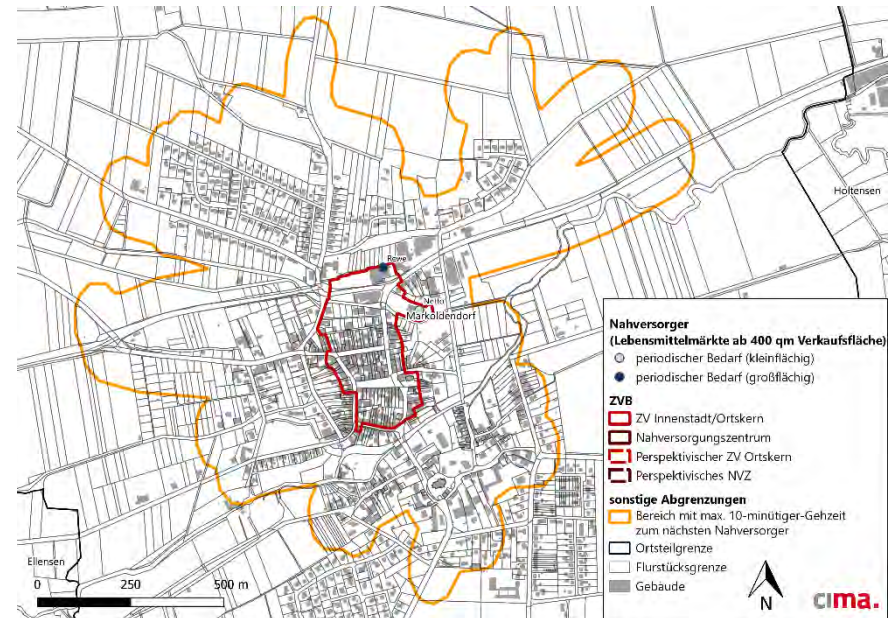 Holtensen
Rewe
Netto
Markoldendorf
Ellensen
0 250 500 m
Nahversorger
(Lebensmittelmärkte ab 400 qm Verkaufsfläche)
periodischer Bedarf (kleinflächig)
periodischer Bedarf (großflächig)
ZVB
ZV Innenstadt/Ortskern
Nahversorgungszentrum
Perspektivischer ZV Ortskern
Perspektivisches NVZ
sonstige Abgrenzungen
Bereich mit max. 10-minütiger-Gehzeit
zum nächsten Nahversorger
Ortsteilgrenze
Flurstücksgrenze
Gebäude
N
cima.